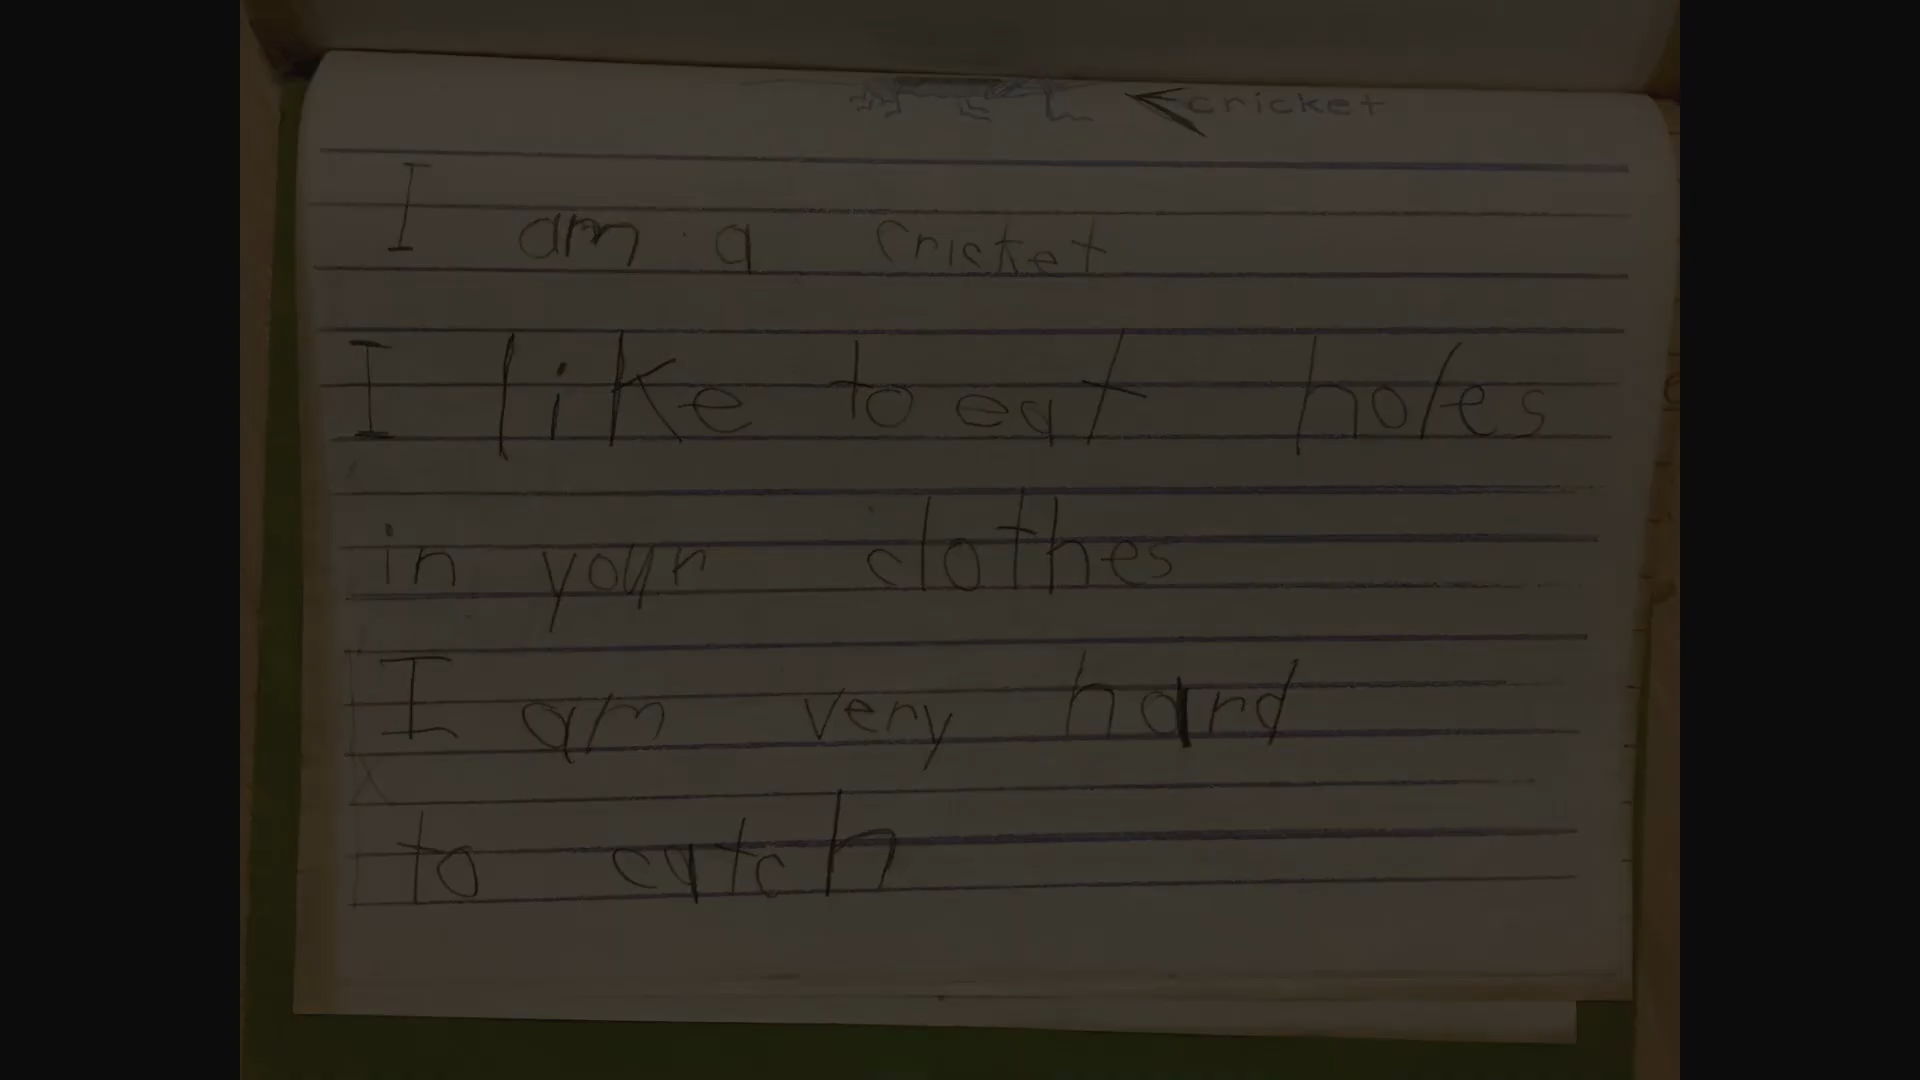 cricket
I am a cricket
I like to eat holes
in your clothes
I am very hard
to catch